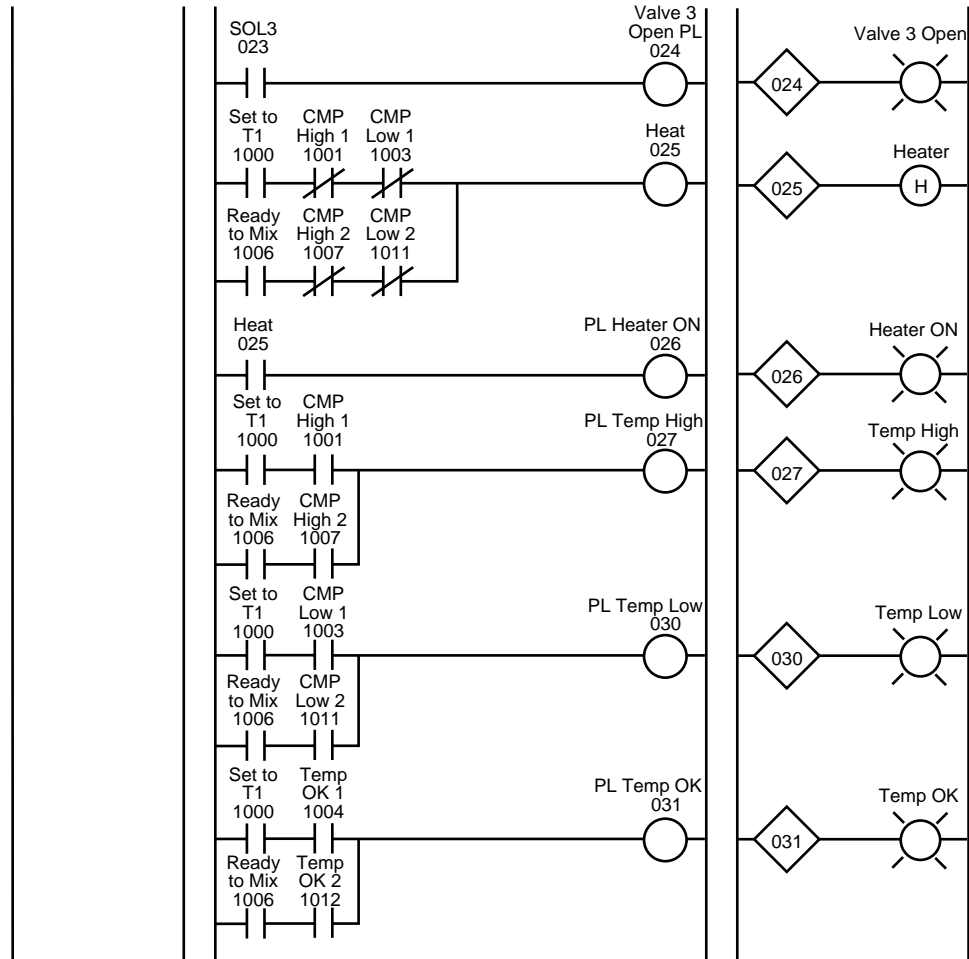 SOL3
023
Valve 3
Open PL
024
024
Valve 3 Open
Set to
T1
1000
CMP
High 1
1001
CMP
Low 1
1003
Heat
025
025
Heater
H
Ready
to Mix
1006
CMP
High 2
1007
CMP
Low 2
1011
Heat
025
PL Heater ON
026
026
Heater ON
Set to
T1
1000
CMP
High 1
1001
PL Temp High
027
027
Temp High
Ready
to Mix
1006
CMP
High 2
1007
Set to
T1
1000
CMP
Low 1
1003
PL Temp Low
030
030
Temp Low
Ready
to Mix
1006
CMP
Low 2
1011
Set to
T1
1000
Temp
OK 1
1004
PL Temp OK
031
031
Temp OK
Ready
to Mix
1006
Temp
OK 2
1012